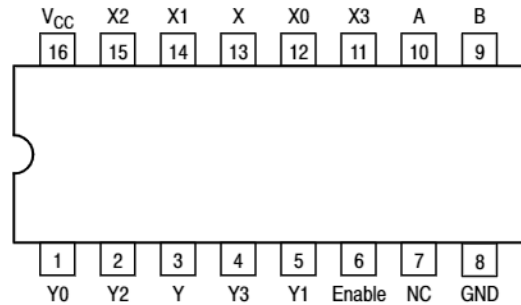 VCC X2 X1 X X0 X3 A B
16 15 14 13 12 11 10 9
1 2 3 4 5 6 7 8
Y0 Y2 Y Y3 Y1 Enable NC GND